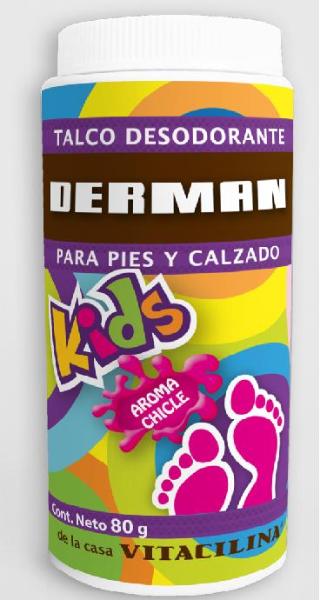 TALCO DESODORANTE
DERMAN
PARA PIES Y CALZADO
Kids
AROMA
CHICLE
Cont. Neto 80 g
de la casa VITACILINA